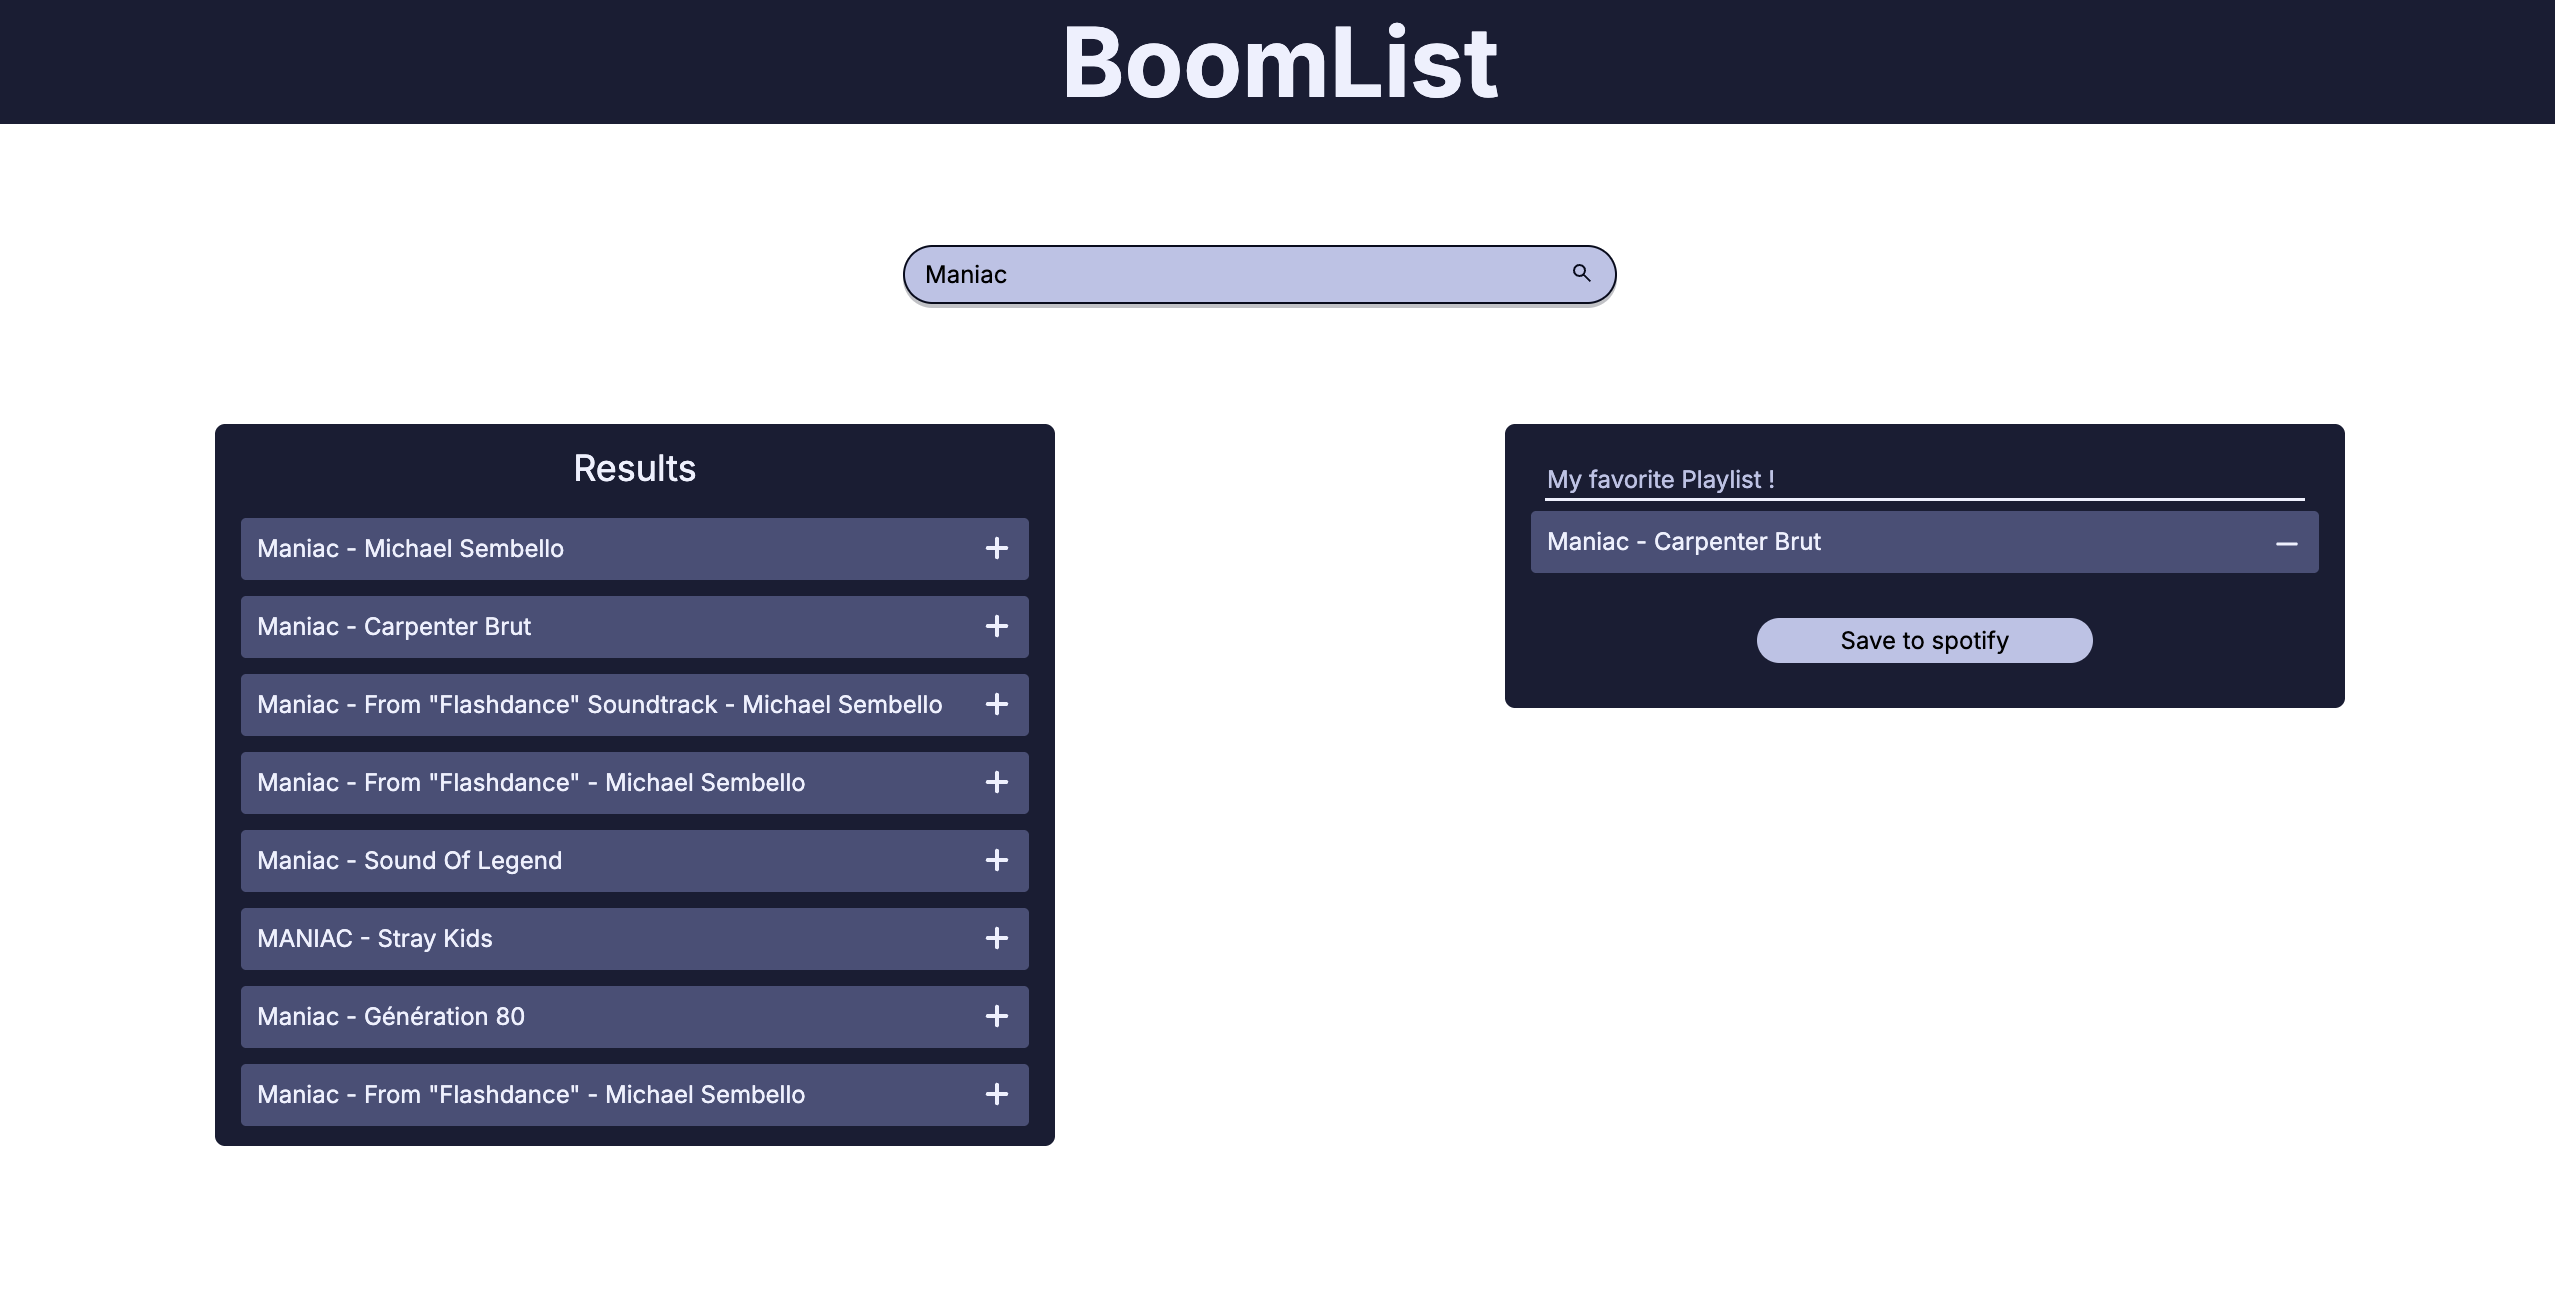 BoomList
Maniac
Results
Maniac - Michael Sembello
Maniac - Carpenter Brut
Maniac - From "Flashdance" Soundtrack - Michael Sembello
Maniac - From "Flashdance" - Michael Sembello
Maniac - Sound Of Legend
MANIAC - Stray Kids
Maniac - Génération 80
Maniac - From "Flashdance" - Michael Sembello
My favorite Playlist !
Maniac - Carpenter Brut
Save to spotify